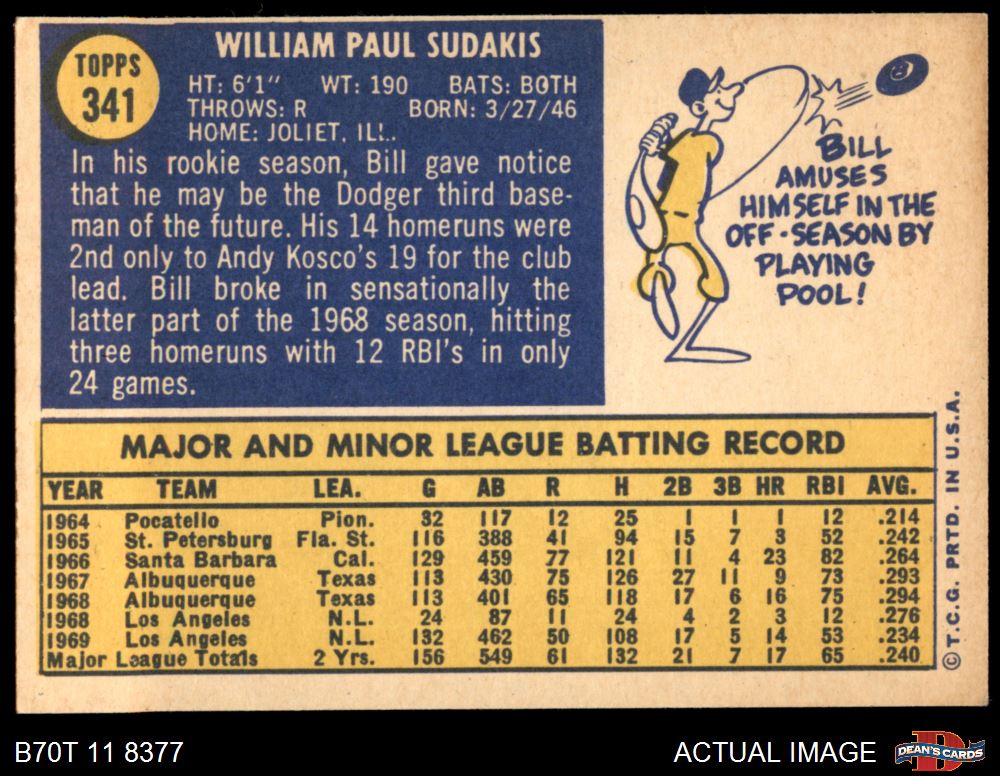 TOPPS
341
WILLIAM PAUL SUDAKIS
HT: 6'1" WT: 190 BATS: BOTH
THROWS: R BORN: 3/27/46
HOME: JOLIET, ILL.
In his rookie season, Bill gave notice
that he may be the Dodger third base-
man of the future. His 14 homeruns were
2nd only to Andy Kosco's 19 for the club
lead. Bill broke in sensationally the
latter part of the 1968 season, hitting
three homeruns with 12 RBI's in only
24 games.
8
BILL
AMUSES
HIMSELF IN THE
OFF-SEASON BY
PLAYING
POOL!
MAJOR AND MINOR LEAGUE BATTING RECORD
YEAR TEAM LEA. G AB R H 2B 3B HR RBI AVG.
1964 Pocatello Pion. 32 117 12 25 1 1 1 12 .214
1965 St. Petersburg Fla. St. 116 388 41 94 15 7 3 52 .242
1966 Santa Barbara Cal. 129 459 77 121 11 4 23 82 .264
1967 Albuquerque Texas 113 430 75 126 27 11 9 73 .293
1968 Albuquerque Texas 113 401 65 118 17 6 16 75 .294
1968 Los Angeles N.L. 24 87 11 24 4 2 3 12 .276
1969 Los Angeles N.L. 132 462 50 108 17 5 14 53 .234
Major League Totals 2 Yrs. 156 549 61 132 21 7 17 65 .240
© T.C.G. PRTD. IN U.S.A.
B70T 11 8377
ACTUAL IMAGE
DEAN'S CARDS